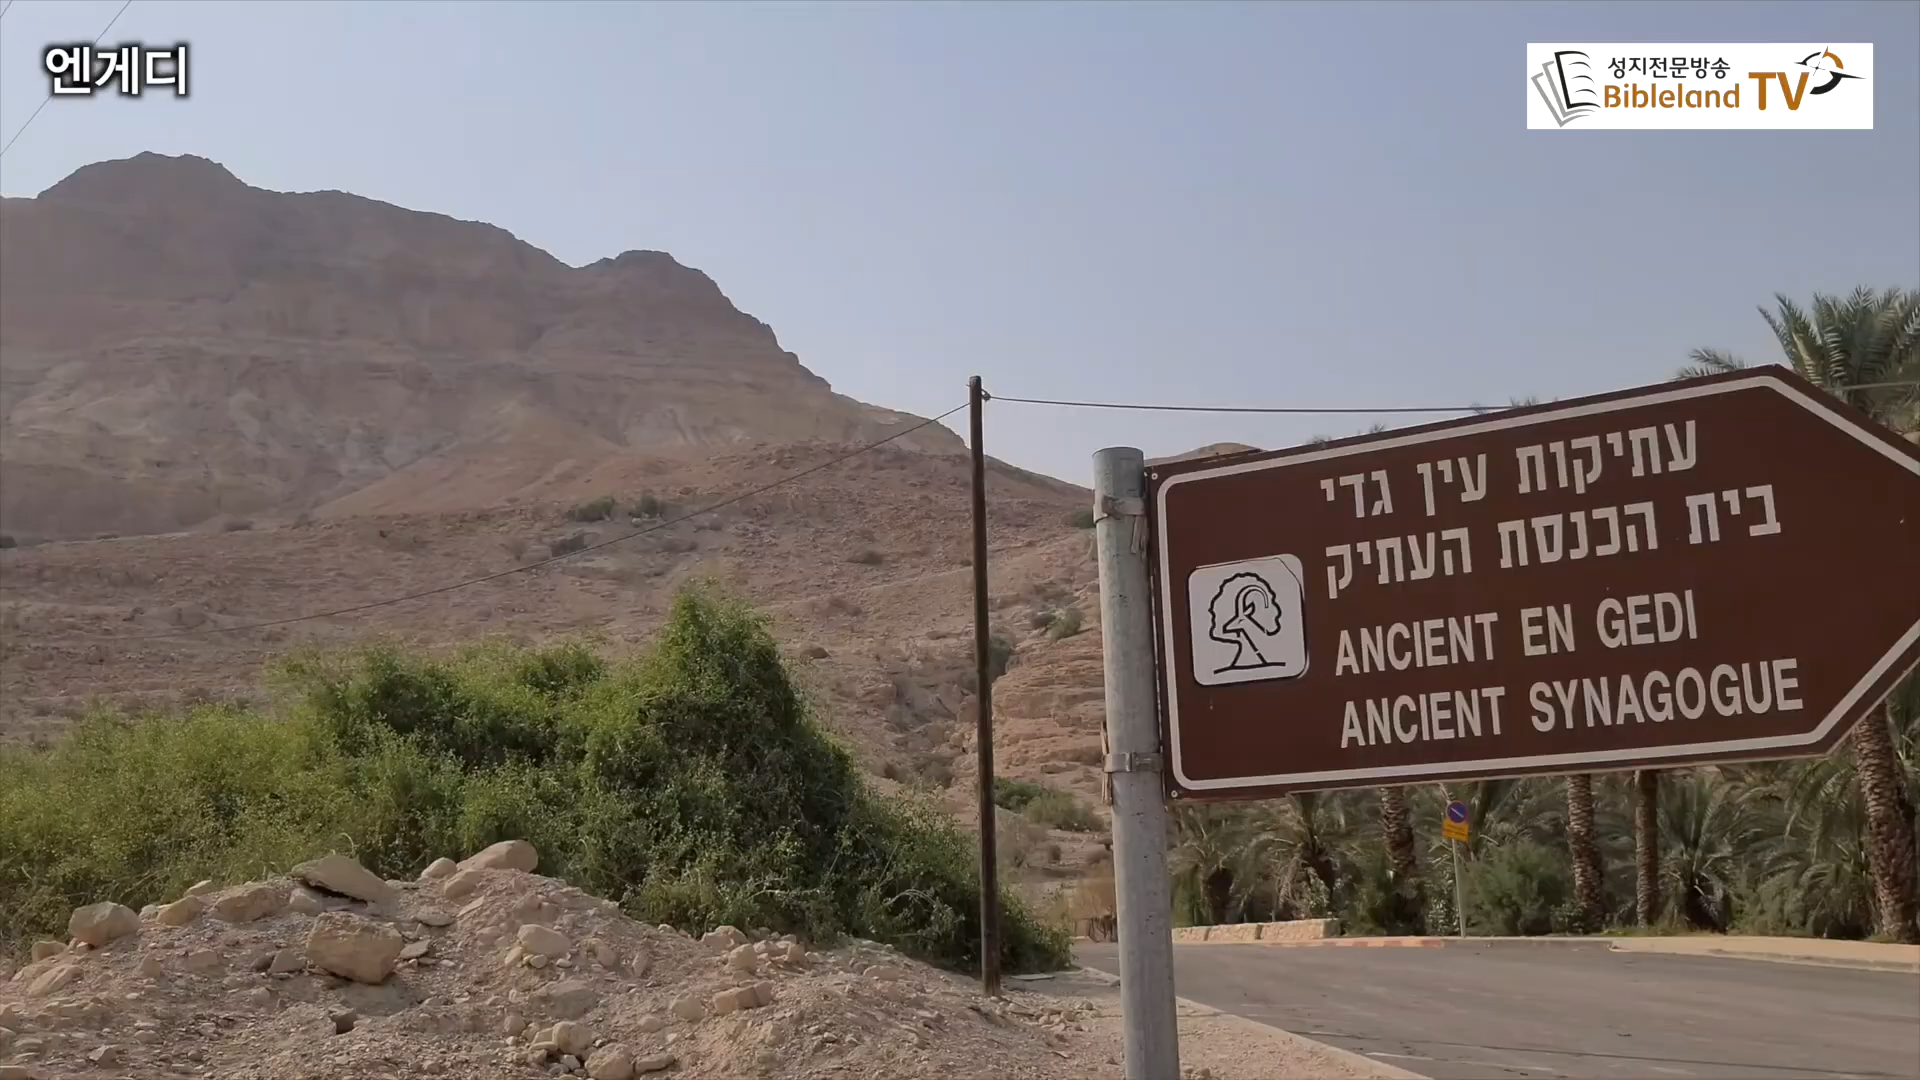 엔게디
성지전문방송
Bibleland TV
עתיקות עין גדי
בית הכנסת העתיק
ANCIENT EN GEDI
ANCIENT SYNAGOGUE